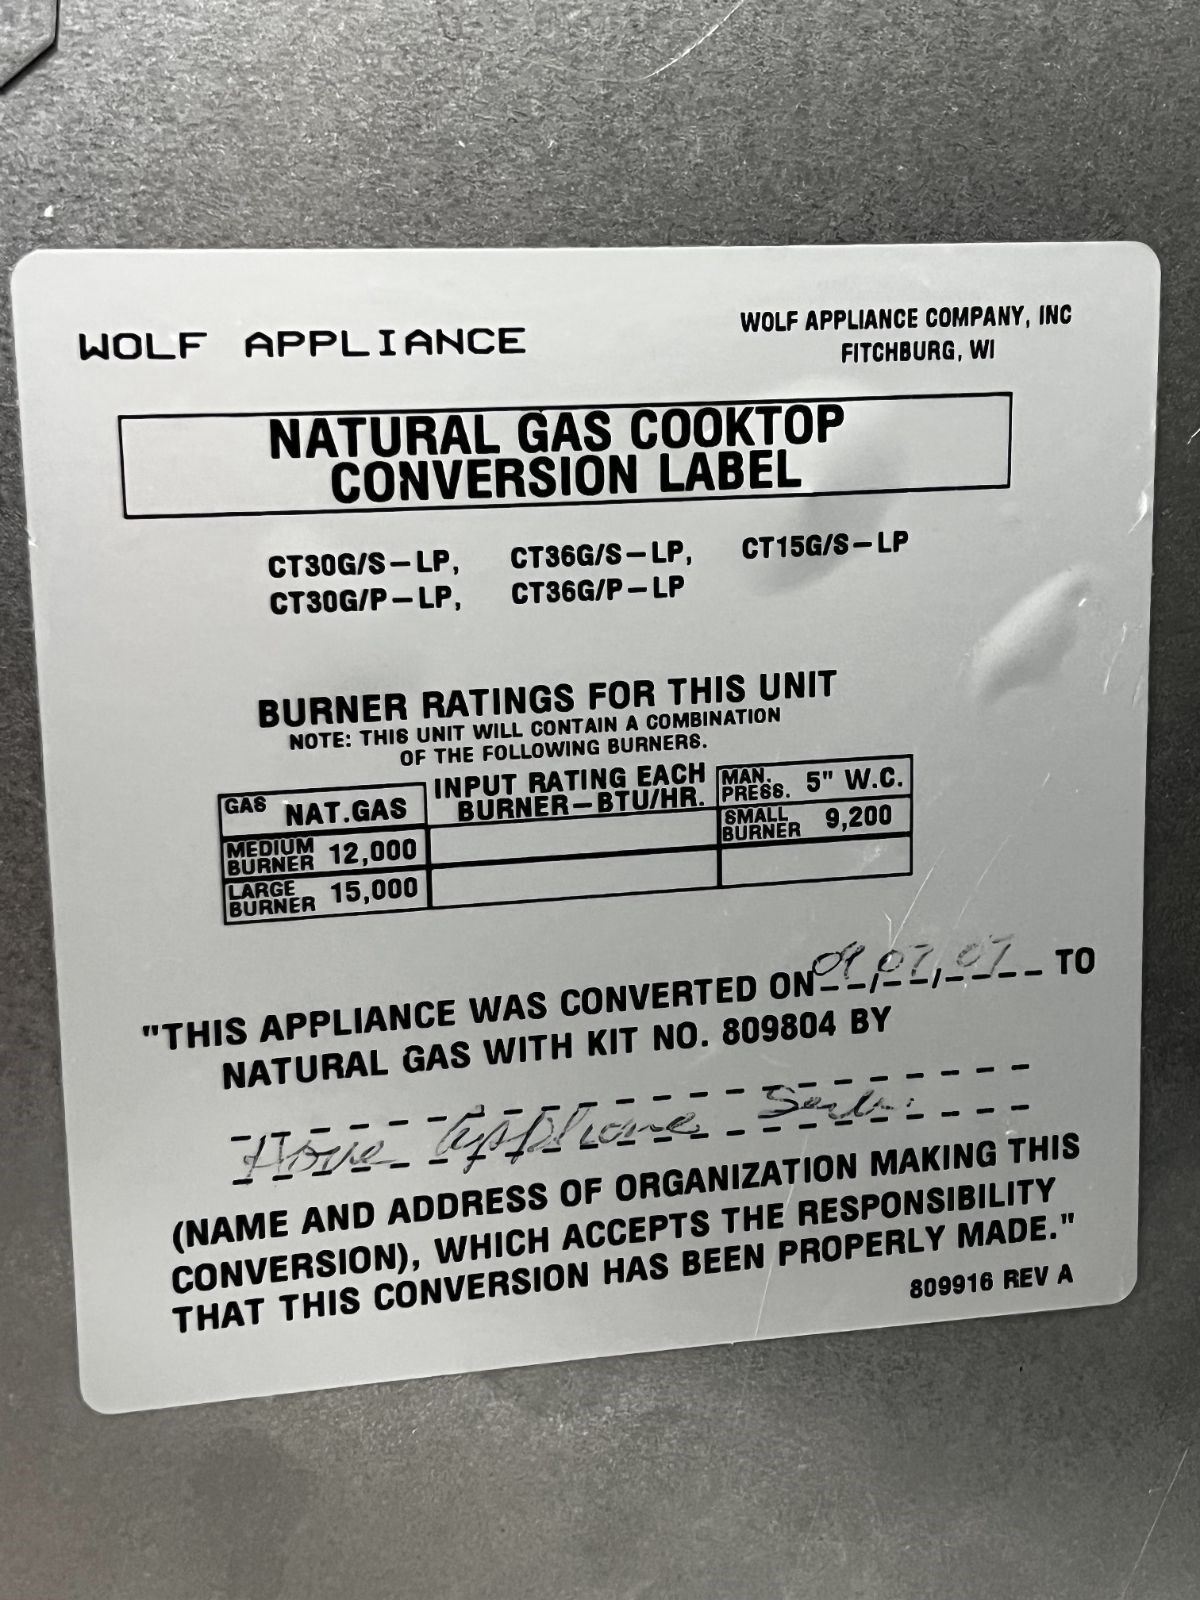 WOLF APPLIANCE
WOLF APPLIANCE COMPANY, INC
FITCHBURG, WI
NATURAL GAS COOKTOP
CONVERSION LABEL
CT30G/S-LP, CT36G/S-LP, CT15G/S-LP
CT30G/P-LP, CT36G/P-LP
BURNER RATINGS FOR THIS UNIT
NOTE: THIS UNIT WILL CONTAIN A COMBINATION
OF THE FOLLOWING BURNERS.
GAS NAT.GAS
INPUT RATING EACH
BURNER-BTU/HR.
MAN.
PRESS. 5" W.C.
MEDIUM
BURNER 12,000
SMALL
BURNER 9,200
LARGE
BURNER 15,000
"THIS APPLIANCE WAS CONVERTED ON 09,07,07 TO
NATURAL GAS WITH KIT NO. 809804 BY
Appliance
(NAME AND ADDRESS OF ORGANIZATION MAKING THIS
CONVERSION), WHICH ACCEPTS THE RESPONSIBILITY
THAT THIS CONVERSION HAS BEEN PROPERLY MADE."
809916 REV A